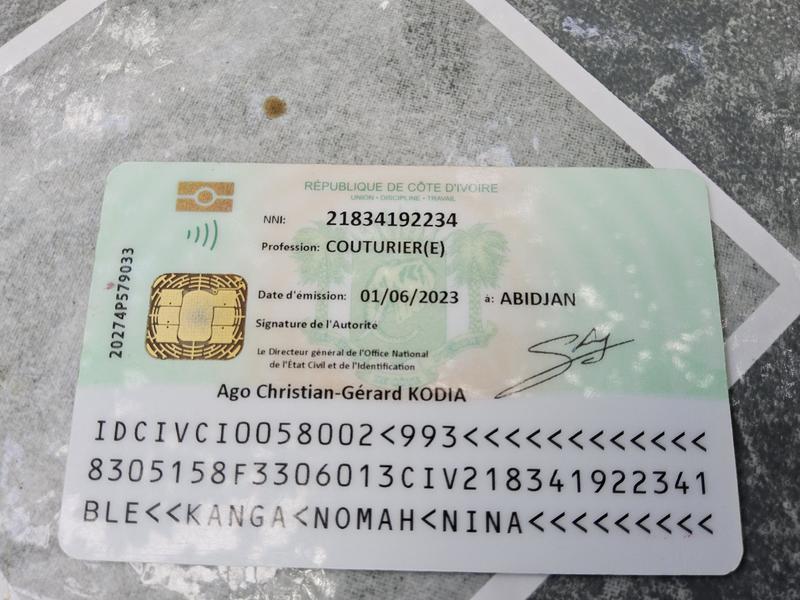 RÉPUBLIQUE DE CÔTE D'IVOIRE
UNION - DISCIPLINE - TRAVAIL
NNI: 21834192234
Profession: COUTURIER(E)
20274P579033
Date d'émission: 01/06/2023 à: ABIDJAN
Signature de l'Autorité
Le Directeur général de l'Office National
de l'État Civil et de l'Identification
Ago Christian-Gérard KODIA
IDCIVCI0058002<993<<<<<<<<<<<<
8305158F3306013CIV218341922341
BLE<<KANGA<NOMAH<NINA<<<<<<<<<